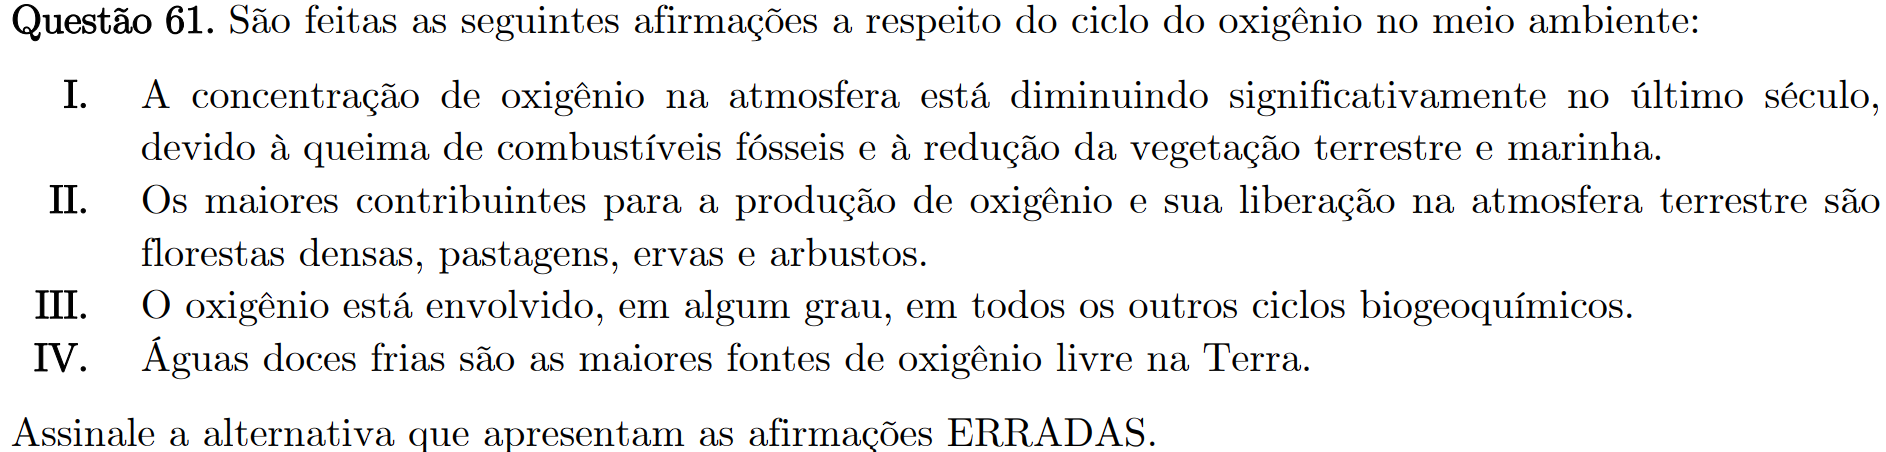 Questão 61. São feitas as seguintes afirmações a respeito do ciclo do oxigênio no meio ambiente:
I. A concentração de oxigênio na atmosfera está diminuindo significativamente no último século,
devido à queima de combustíveis fósseis e à redução da vegetação terrestre e marinha.
II. Os maiores contribuintes para a produção de oxigênio e sua liberação na atmosfera terrestre são
florestas densas, pastagens, ervas e arbustos.
III. O oxigênio está envolvido, em algum grau, em todos os outros ciclos biogeoquímicos.
IV. Águas doces frias são as maiores fontes de oxigênio livre na Terra.
Assinale a alternativa que apresentam as afirmações ERRADAS.